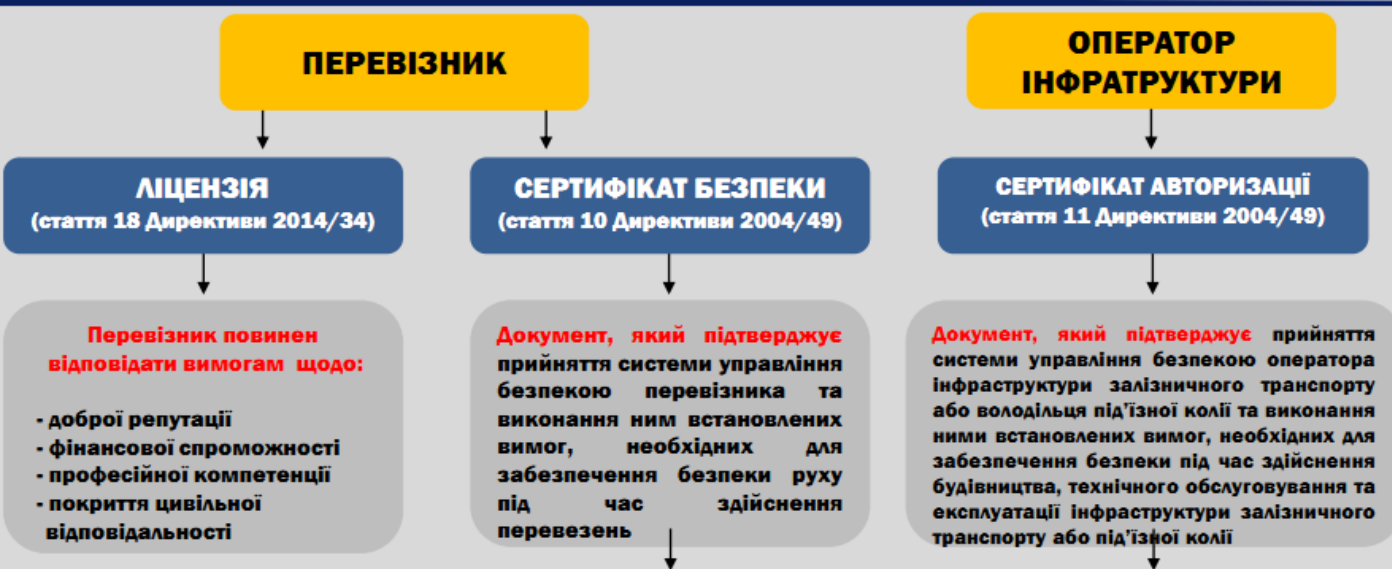 ПЕРЕВІЗНИК
ОПЕРАТОР
ІНФРАТРУКТУРИ
ЛІЦЕНЗІЯ
(стаття 18 Директиви 2014/34)
СЕРТИФІКАТ БЕЗПЕКИ
(стаття 10 Директиви 2004/49)
СЕРТИФІКАТ АВТОРИЗАЦІЇ
(стаття 11 Директиви 2004/49)
Перевізник повинен
відповідати вимогам щодо:
- доброї репутації
- фінансової спроможності
- професійної компетенції
- покриття цивільної
відповідальності
Документ, який підтверджує
прийняття системи управління
безпекою перевізника та
виконання ним встановлених
вимог, необхідних для
забезпечення безпеки руху
під час здійснення
перевезень
Документ, який підтверджує прийняття
системи управління безпекою оператора
інфраструктури залізничного транспорту
або володільця під'їзної колії та виконання
ними встановлених вимог, необхідних для
забезпечення безпеки під час здійснення
будівництва, технічного обслуговування та
експлуатації інфраструктури залізничного
транспорту або під'їзної колії